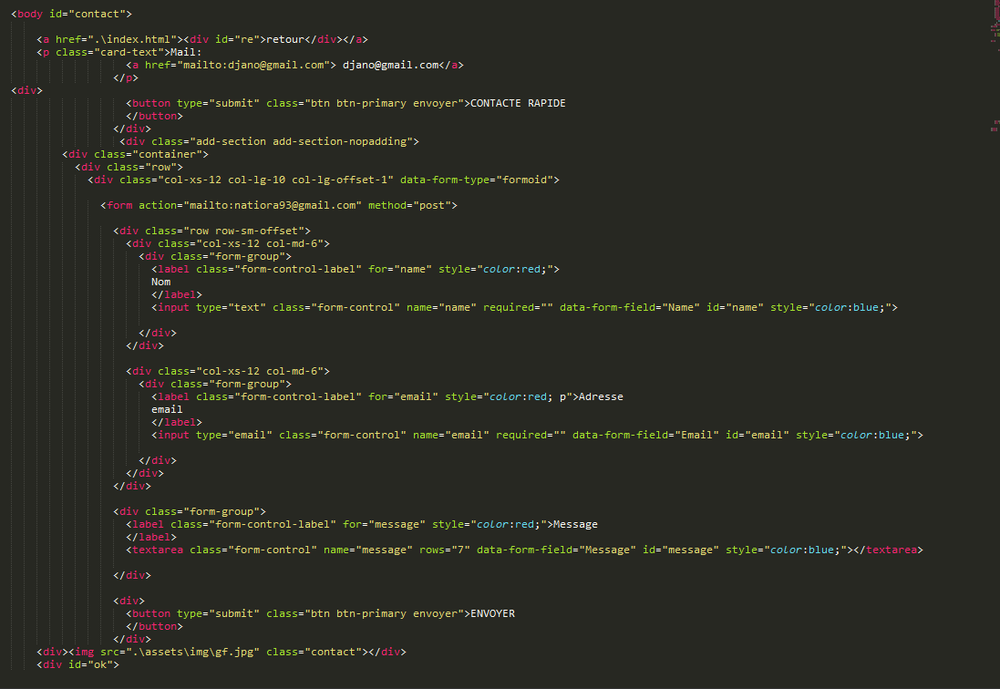 <body id="contact">
<a href=".\index.html"><div id="re">retour</div></a>
<p class="card-text">Mail:
<a href="mailto:djano@gmail.com"> djano@gmail.com</a>
</p>
<div>
<button type="submit" class="btn btn-primary envoyer">CONTACTE RAPIDE
</button>
</div>
<div class="add-section add-section-nopadding">
<div class="container">
<div class="row">
<div class="col-xs-12 col-lg-10 col-lg-offset-1" data-form-type="formoid">
<form action="mailto:natiora93@gmail.com" method="post">
<div class="row row-sm-offset">
<div class="col-xs-12 col-md-6">
<div class="form-group">
<label class="form-control-label" for="name" style="color:red;">
Nom
</label>
<input type="text" class="form-control" name="name" required="" data-form-field="Name" id="name" style="color:blue;">
</div>
</div>
<div class="col-xs-12 col-md-6">
<div class="form-group">
<label class="form-control-label" for="email" style="color:red; p">Adresse
email
</label>
<input type="email" class="form-control" name="email" required="" data-form-field="Email" id="email" style="color:blue;">
</div>
</div>
</div>
<div class="form-group">
<label class="form-control-label" for="message" style="color:red;">Message
</label>
<textarea class="form-control" name="message" rows="7" data-form-field="Message" id="message" style="color:blue;"></textarea>
</div>
<div>
<button type="submit" class="btn btn-primary envoyer">ENVOYER
</button>
</div>
<div><img src=".\assets\img\gf.jpg" class="contact"></div>
<div id="ok">